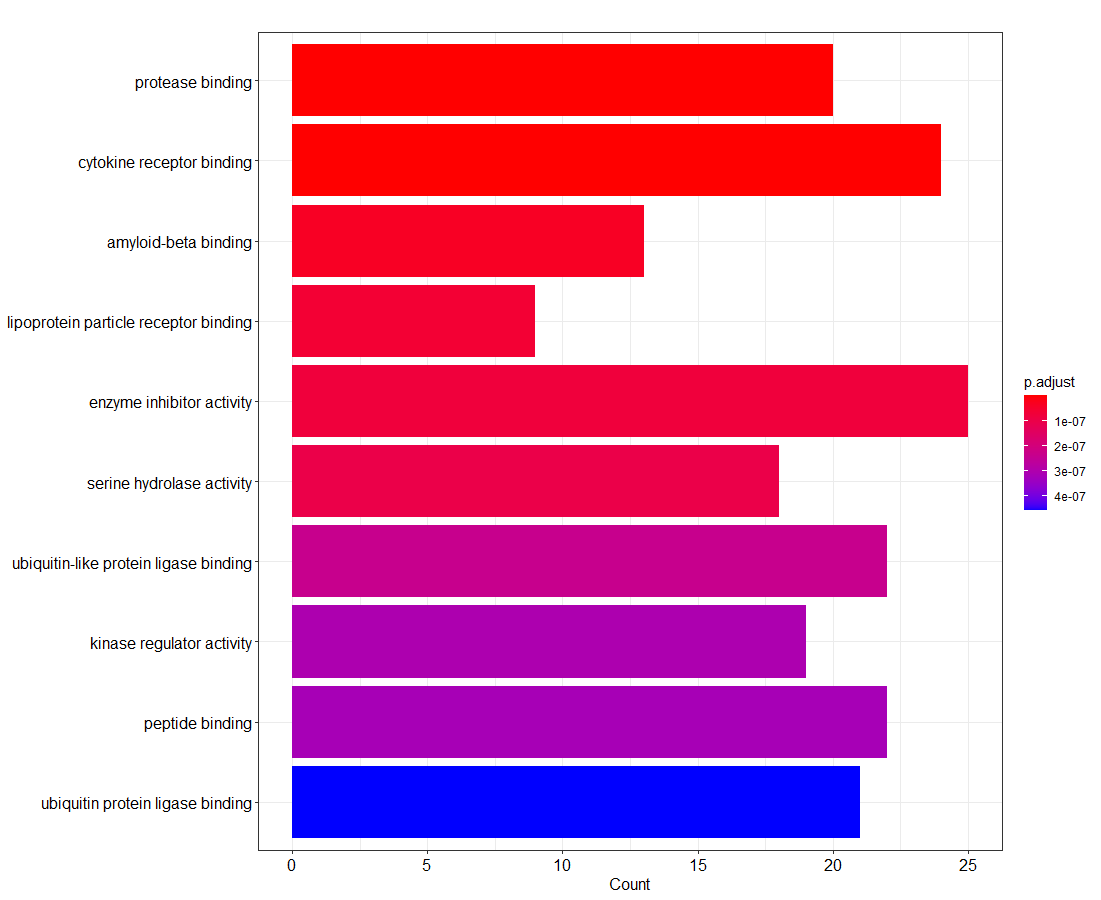 protease binding
cytokine receptor binding
amyloid-beta binding
lipoprotein particle receptor binding
enzyme inhibitor activity
serine hydrolase activity
ubiquitin-like protein ligase binding
kinase regulator activity
peptide binding
ubiquitin protein ligase binding
0 5 10 15 20 25
Count
p.adjust
1e-07
2e-07
3e-07
4e-07